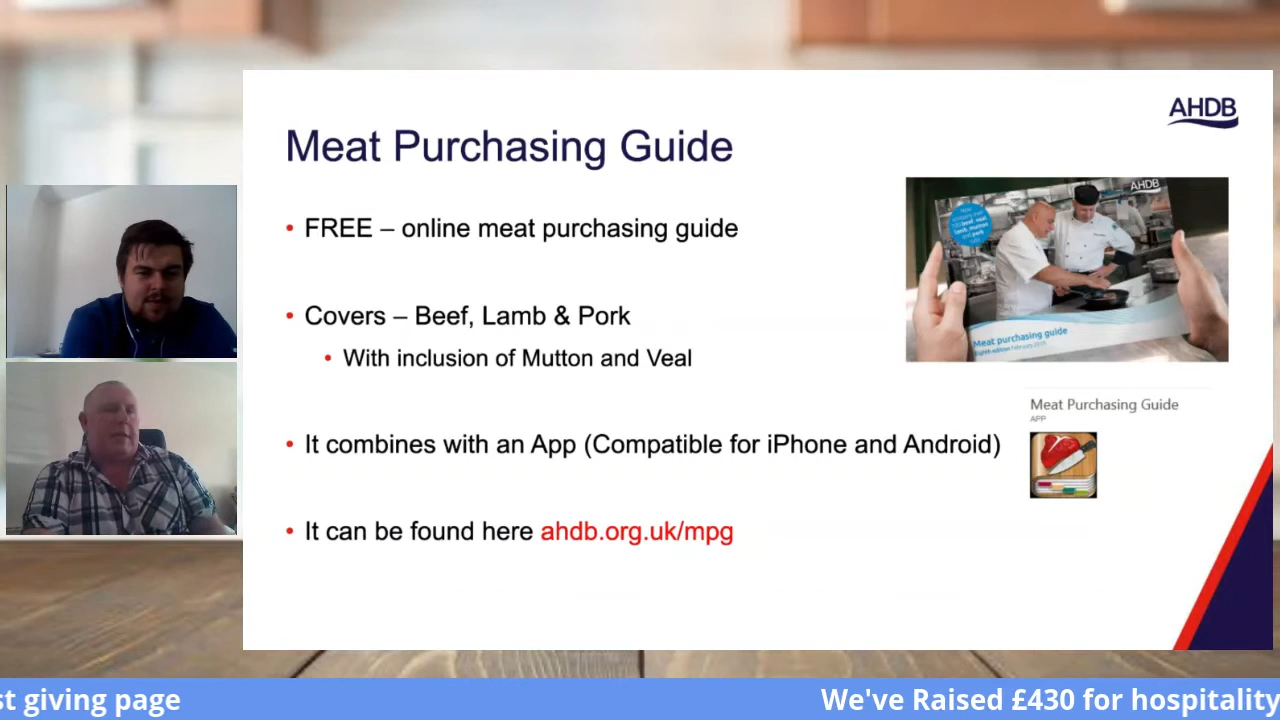 AHDB
Meat Purchasing Guide
• FREE – online meat purchasing guide
• Covers – Beef, Lamb & Pork
• With inclusion of Mutton and Veal
• It combines with an App (Compatible for iPhone and Android)
• It can be found here ahdb.org.uk/mpg
AHDB
Meat purchasing guide
Meat Purchasing Guide
APP
st giving page
We've Raised £430 for hospitality